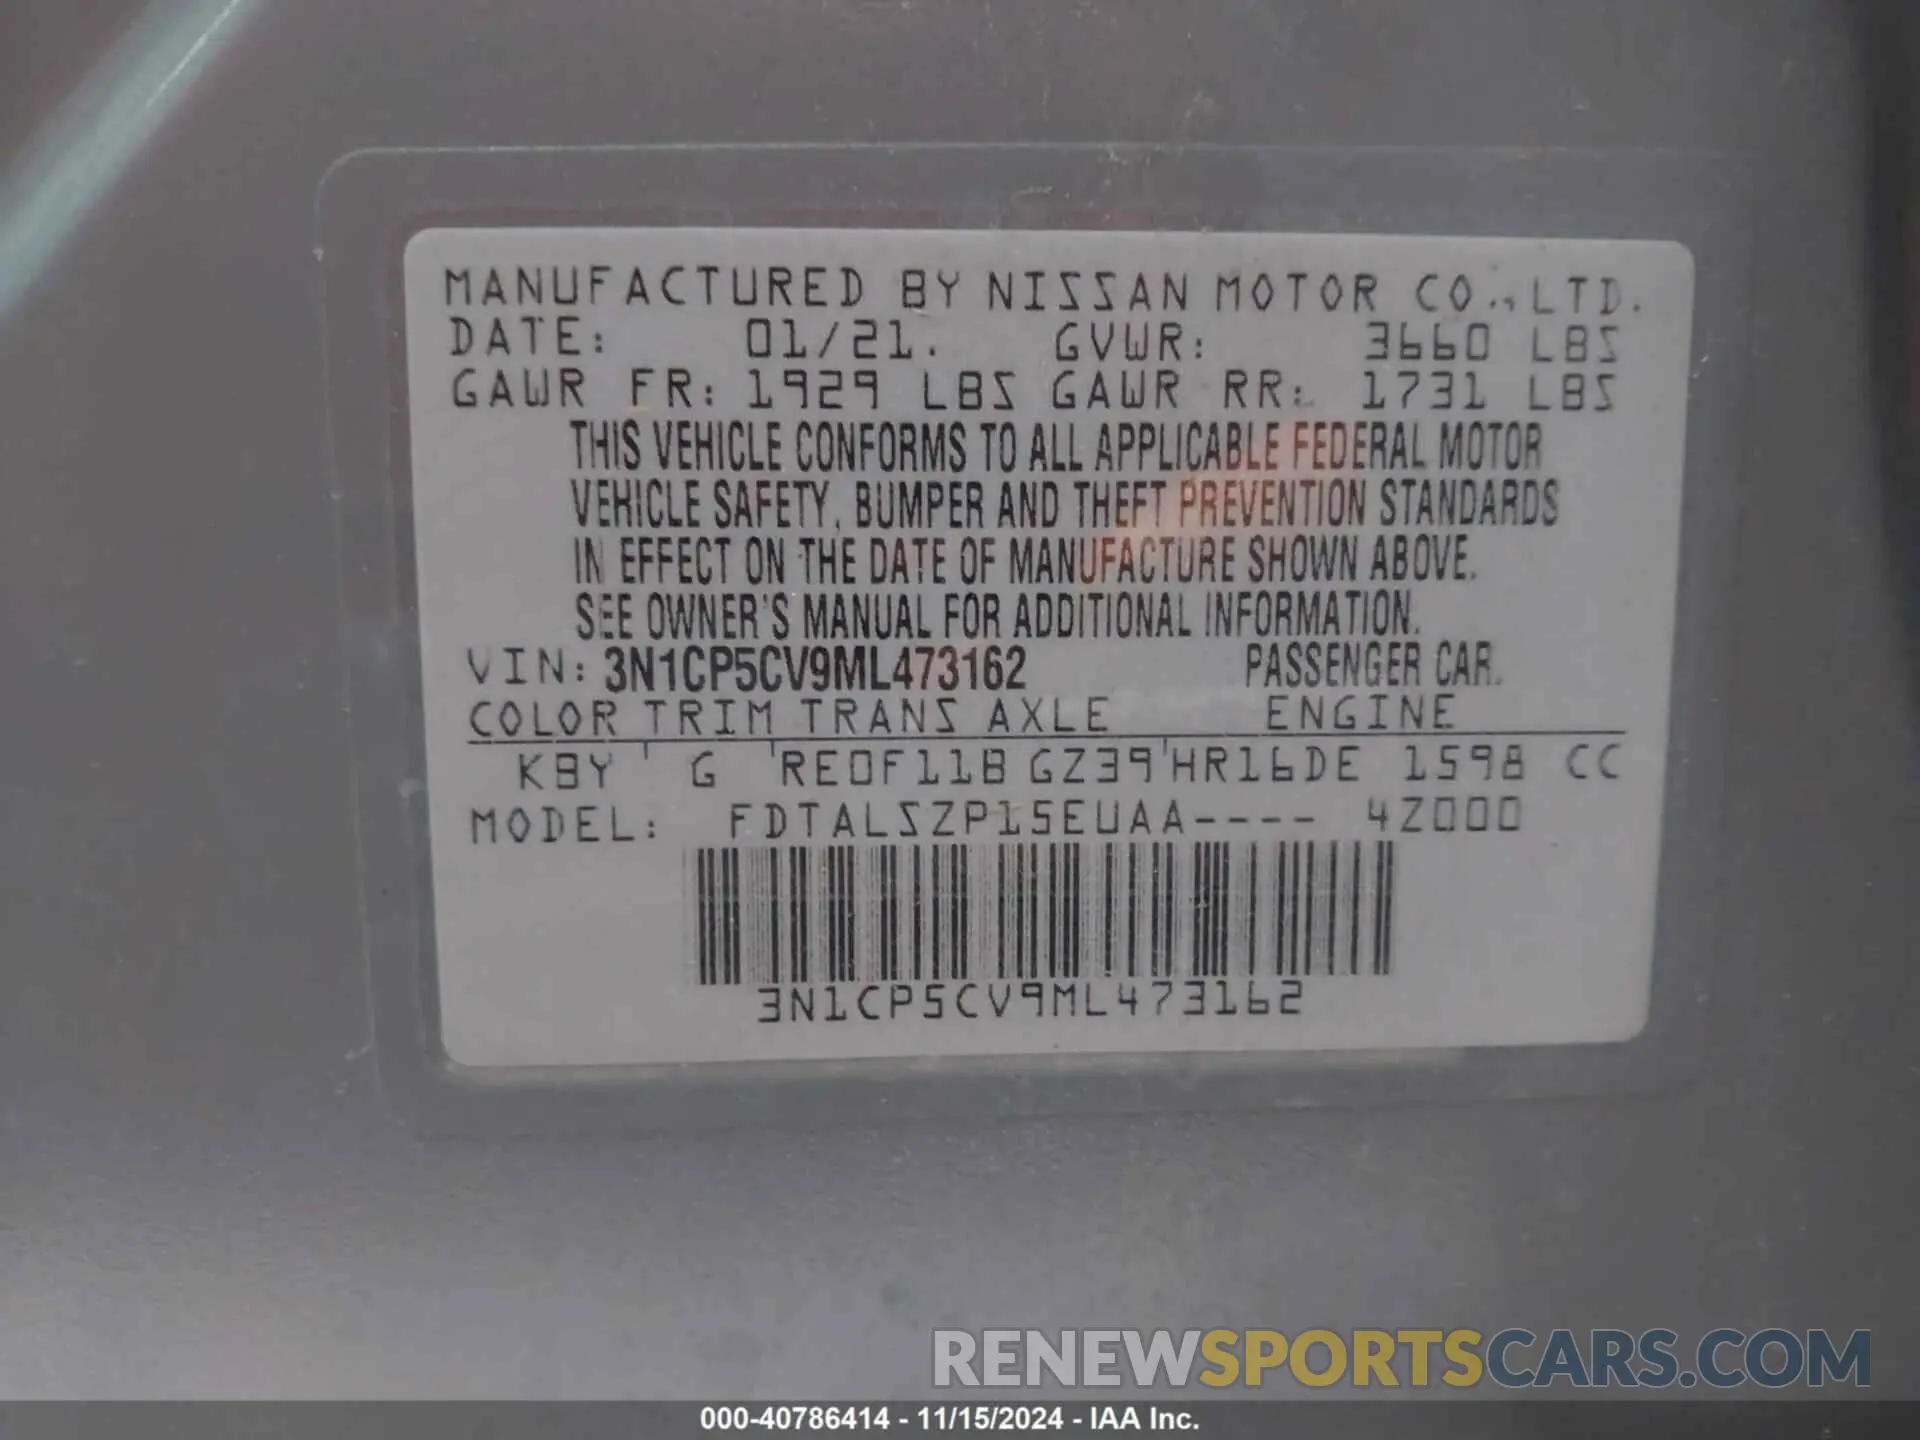 MANUFACTURED BY NISSAN MOTOR CO., LTD.
DATE: 01/21. GVWR: 3660 LBS
GAWR FR: 1929 LBS GAWR RR: 1731 LBS
THIS VEHICLE CONFORMS TO ALL APPLICABLE FEDERAL MOTOR
VEHICLE SAFETY, BUMPER AND THEFT PREVENTION STANDARDS
IN EFFECT ON THE DATE OF MANUFACTURE SHOWN ABOVE.
SEE OWNER'S MANUAL FOR ADDITIONAL INFORMATION.
VIN: 3N1CP5CV9ML473162 PASSENGER CAR.
COLOR TRIM TRANS AXLE ENGINE
KBY G RE0F11B GZ39 HR16DE 1598 CC
MODEL: FDTALSZP15EUAA---- 4Z000
3N1CP5CV9ML473162
RENEWSPORTSCARS.COM
000-40786414 - 11/15/2024 - IAA Inc.